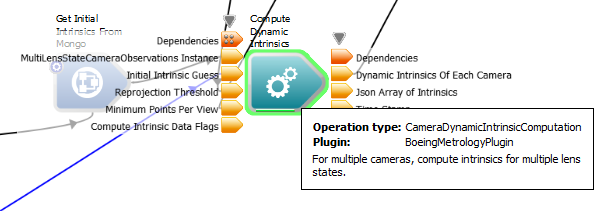 Get Initial
Intrinsics From
Mongo
Compute
Dynamic
Intrinsics
Dependencies
MultiLensStateCameraObservations Instance
Initial Intrinsic Guess
Reprojection Threshold
Minimum Points Per View
Compute Intrinsic Data Flags
Dependencies
Dynamic Intrinsics Of Each Camera
Json Array of Intrinsics
Time Stamp
Operation type: CameraDynamicIntrinsicComputation
Plugin: BoeingMetrologyPlugin
For multiple cameras, compute intrinsics for multiple lens
states.